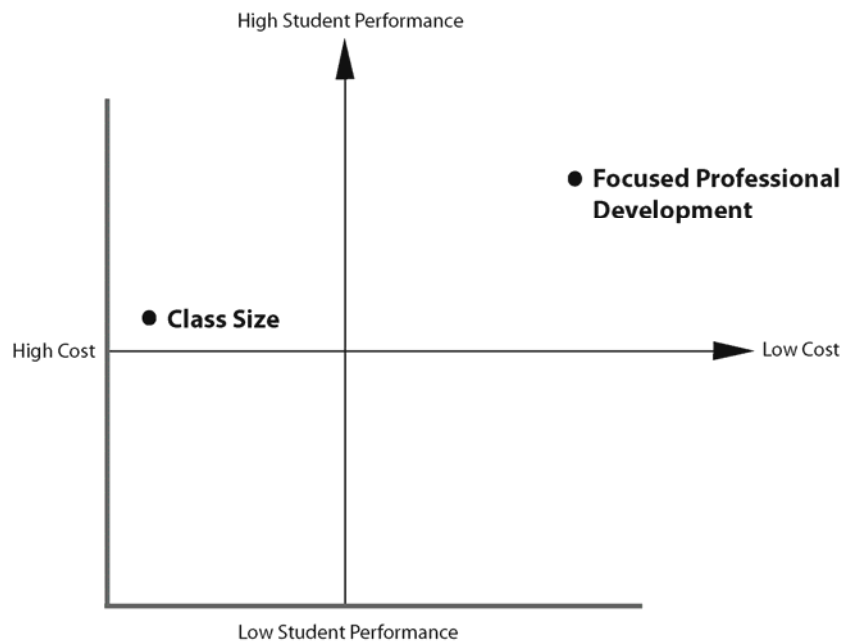 High Student Performance
Focused Professional
Development
Class Size
High Cost
Low Cost
Low Student Performance